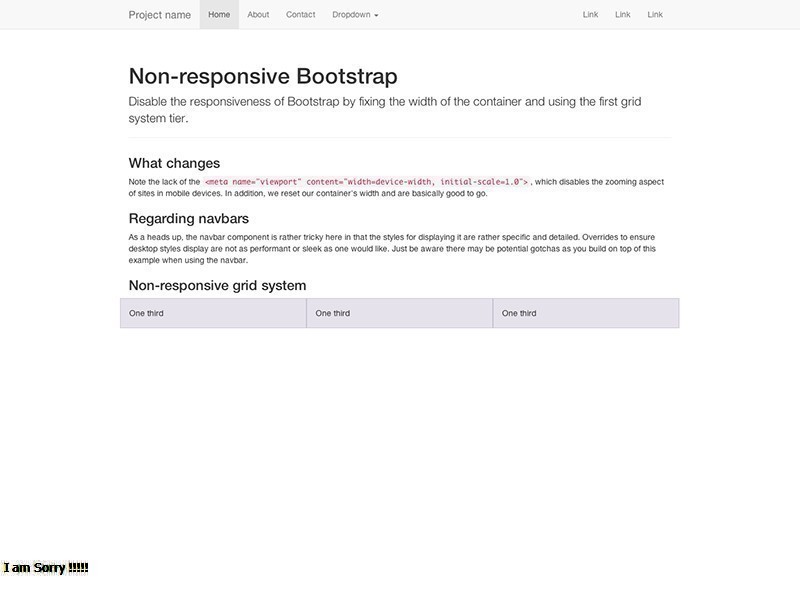 Project name Home About Contact Dropdown Link Link Link
Non-responsive Bootstrap
Disable the responsiveness of Bootstrap by fixing the width of the container and using the first grid
system tier.
What changes
Note the lack of the <meta name="viewport" content="width=device-width, initial-scale=1.0">, which disables the zooming aspect
of sites in mobile devices. In addition, we reset our container's width and are basically good to go.
Regarding navbars
As a heads up, the navbar component is rather tricky here in that the styles for displaying it are rather specific and detailed. Overrides to ensure
desktop styles display are not as performant or sleek as one would like. Just be aware there may be potential gotchas as you build on top of this
example when using the navbar.
Non-responsive grid system
One third One third One third
I am Sorry !!!!!